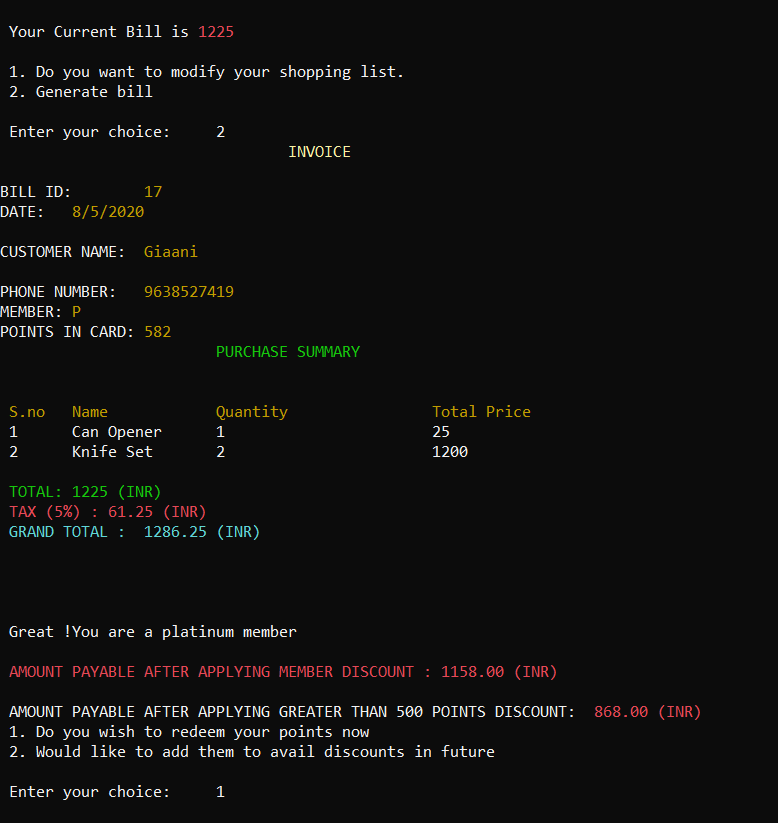 Your Current Bill is 1225
1. Do you want to modify your shopping list.
2. Generate bill
Enter your choice: 2
INVOICE
BILL ID: 17
DATE: 8/5/2020
CUSTOMER NAME: Giaani
PHONE NUMBER: 9638527419
MEMBER: P
POINTS IN CARD: 582
PURCHASE SUMMARY
S.no Name Quantity Total Price
1 Can Opener 1 25
2 Knife Set 2 1200
TOTAL: 1225 (INR)
TAX (5%) : 61.25 (INR)
GRAND TOTAL : 1286.25 (INR)
Great !You are a platinum member
AMOUNT PAYABLE AFTER APPLYING MEMBER DISCOUNT : 1158.00 (INR)
AMOUNT PAYABLE AFTER APPLYING GREATER THAN 500 POINTS DISCOUNT: 868.00 (INR)
1. Do you wish to redeem your points now
2. Would like to add them to avail discounts in future
Enter your choice: 1